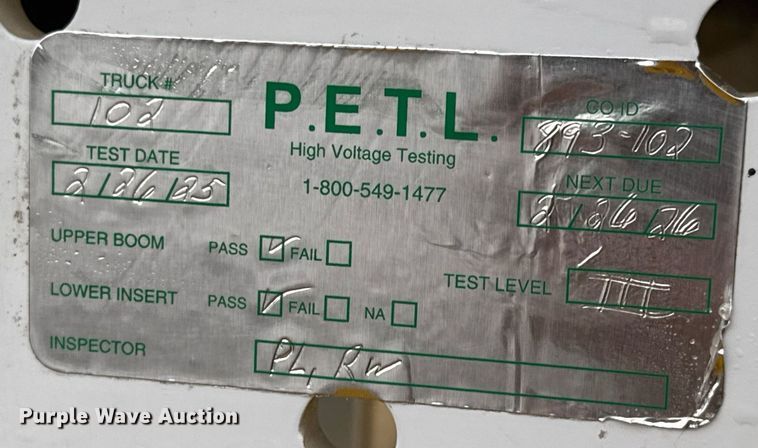 TRUCK#
102
P.E.T.L.
High Voltage Testing
1-800-549-1477
CO.ID
893-102
TEST DATE
2/26/25
NEXT DUE
2/26/26
UPPER BOOM PASS ✓ FAIL
TEST LEVEL III
LOWER INSERT PASS ✓ FAIL NA
INSPECTOR PL, RW
Purple Wave Auction